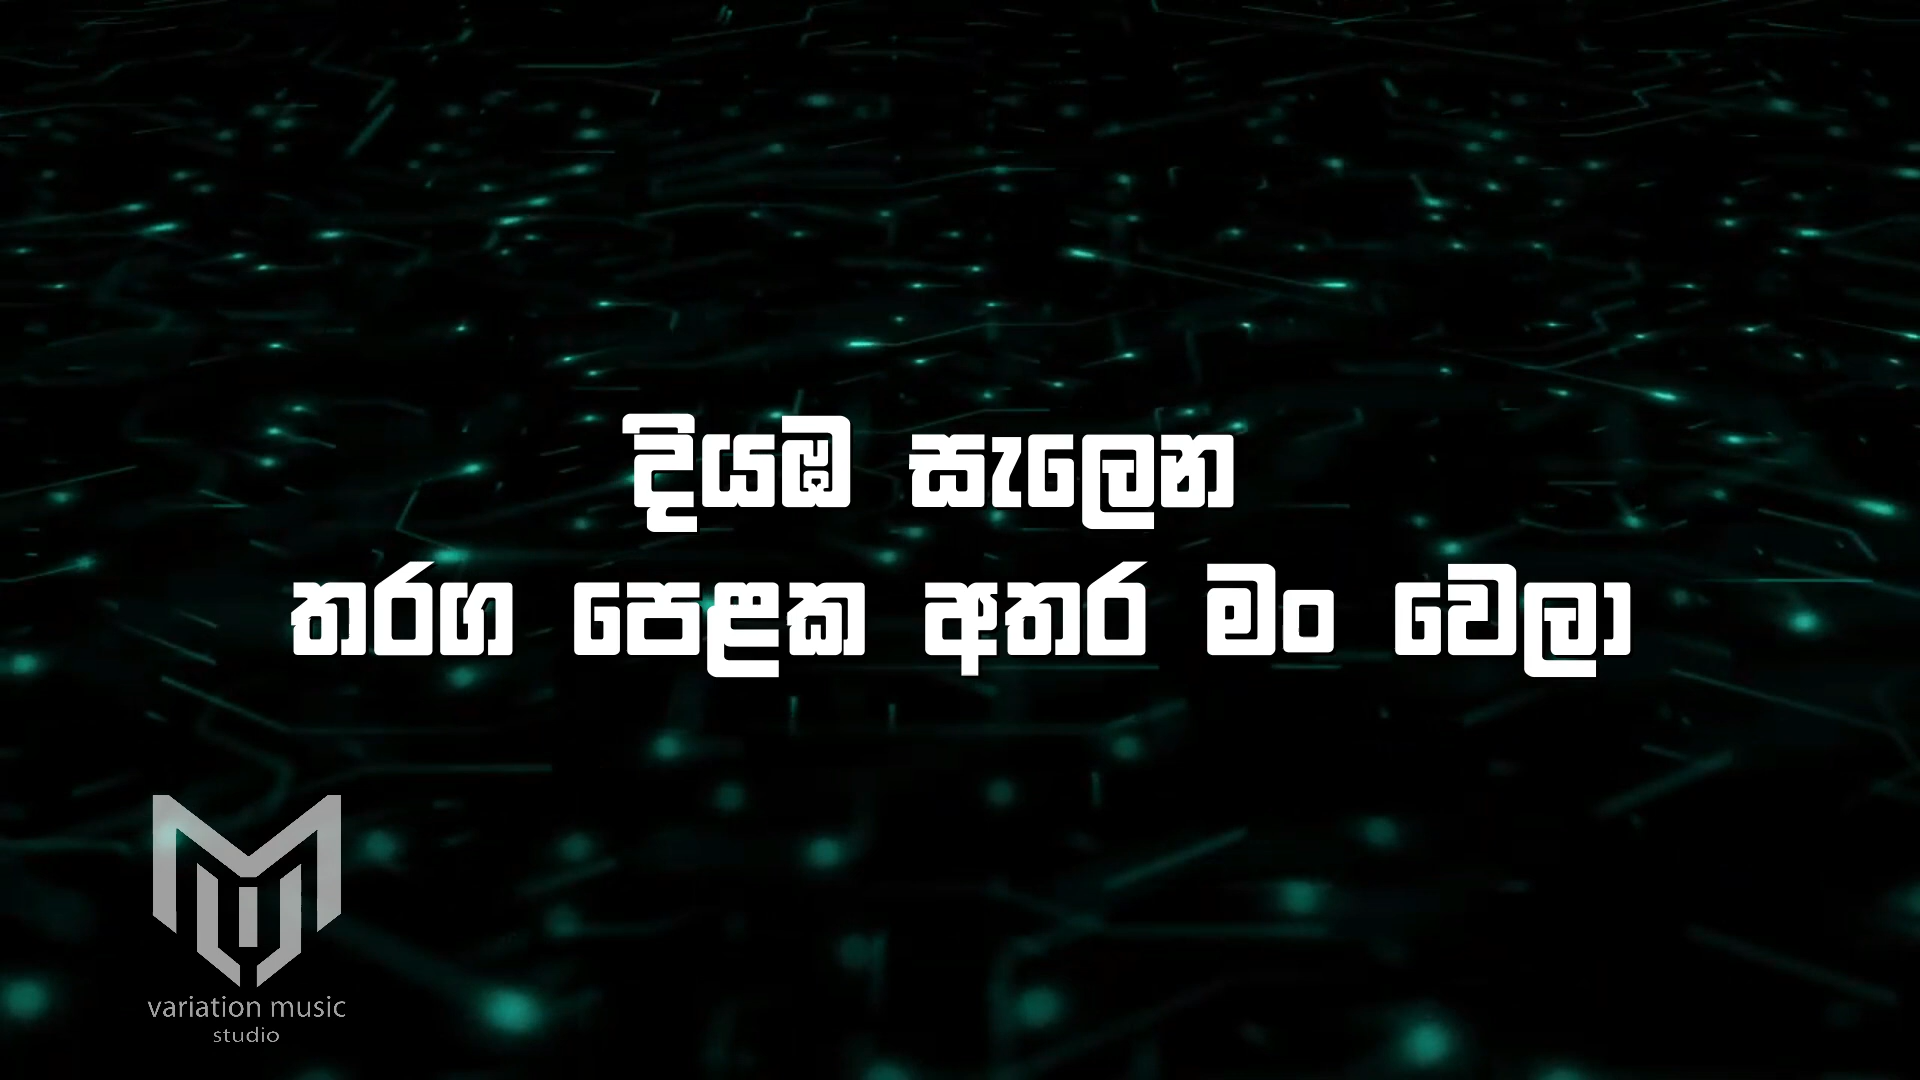 දියඹ සැලෙන
තරග පෙළක අතර මං වෙලා
variation music
studio